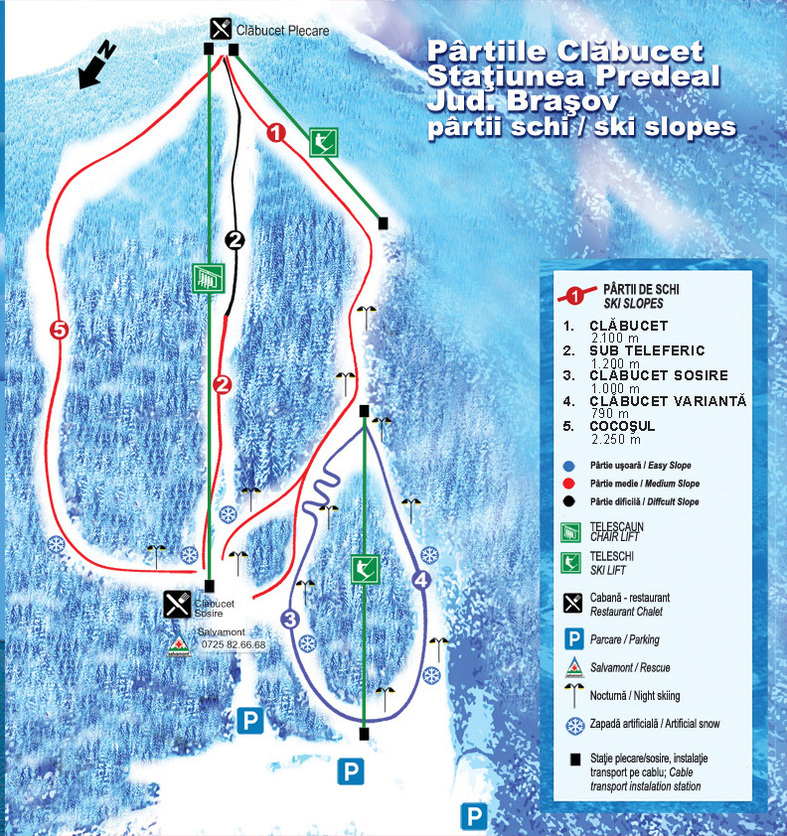 N
Clăbucet Plecare
Pârtiile Clăbucet
Staţiunea Predeal
Jud. Braşov
pârtii schi / ski slopes
1
2
5
2
3
4
Clăbucet
Sosire
Salvamont
0725 82.66.68
salvamont
P
P
P
1
PÂRTII DE SCHI
SKI SLOPES
1. CLĂBUCET
2.100 m
2. SUB TELEFERIC
1.200 m
3. CLĂBUCET SOSIRE
1.000 m
4. CLĂBUCET VARIANTĂ
790 m
5. COCOŞUL
2.250 m
Pârtie uşoară / Easy Slope
Pârtie medie / Medium Slope
Pârtie dificilă / Diffcult Slope
TELESCAUN
CHAIR LIFT
TELESCHI
SKI LIFT
Cabană - restaurant
Restaurant Chalet
P
Parcare / Parking
salvamont
Salvamont / Rescue
Nocturnă / Night skiing
Zapadă artificială / Artificial snow
Staţie plecare/sosire, instalaţie
transport pe cablu; Cable
transport instalation station